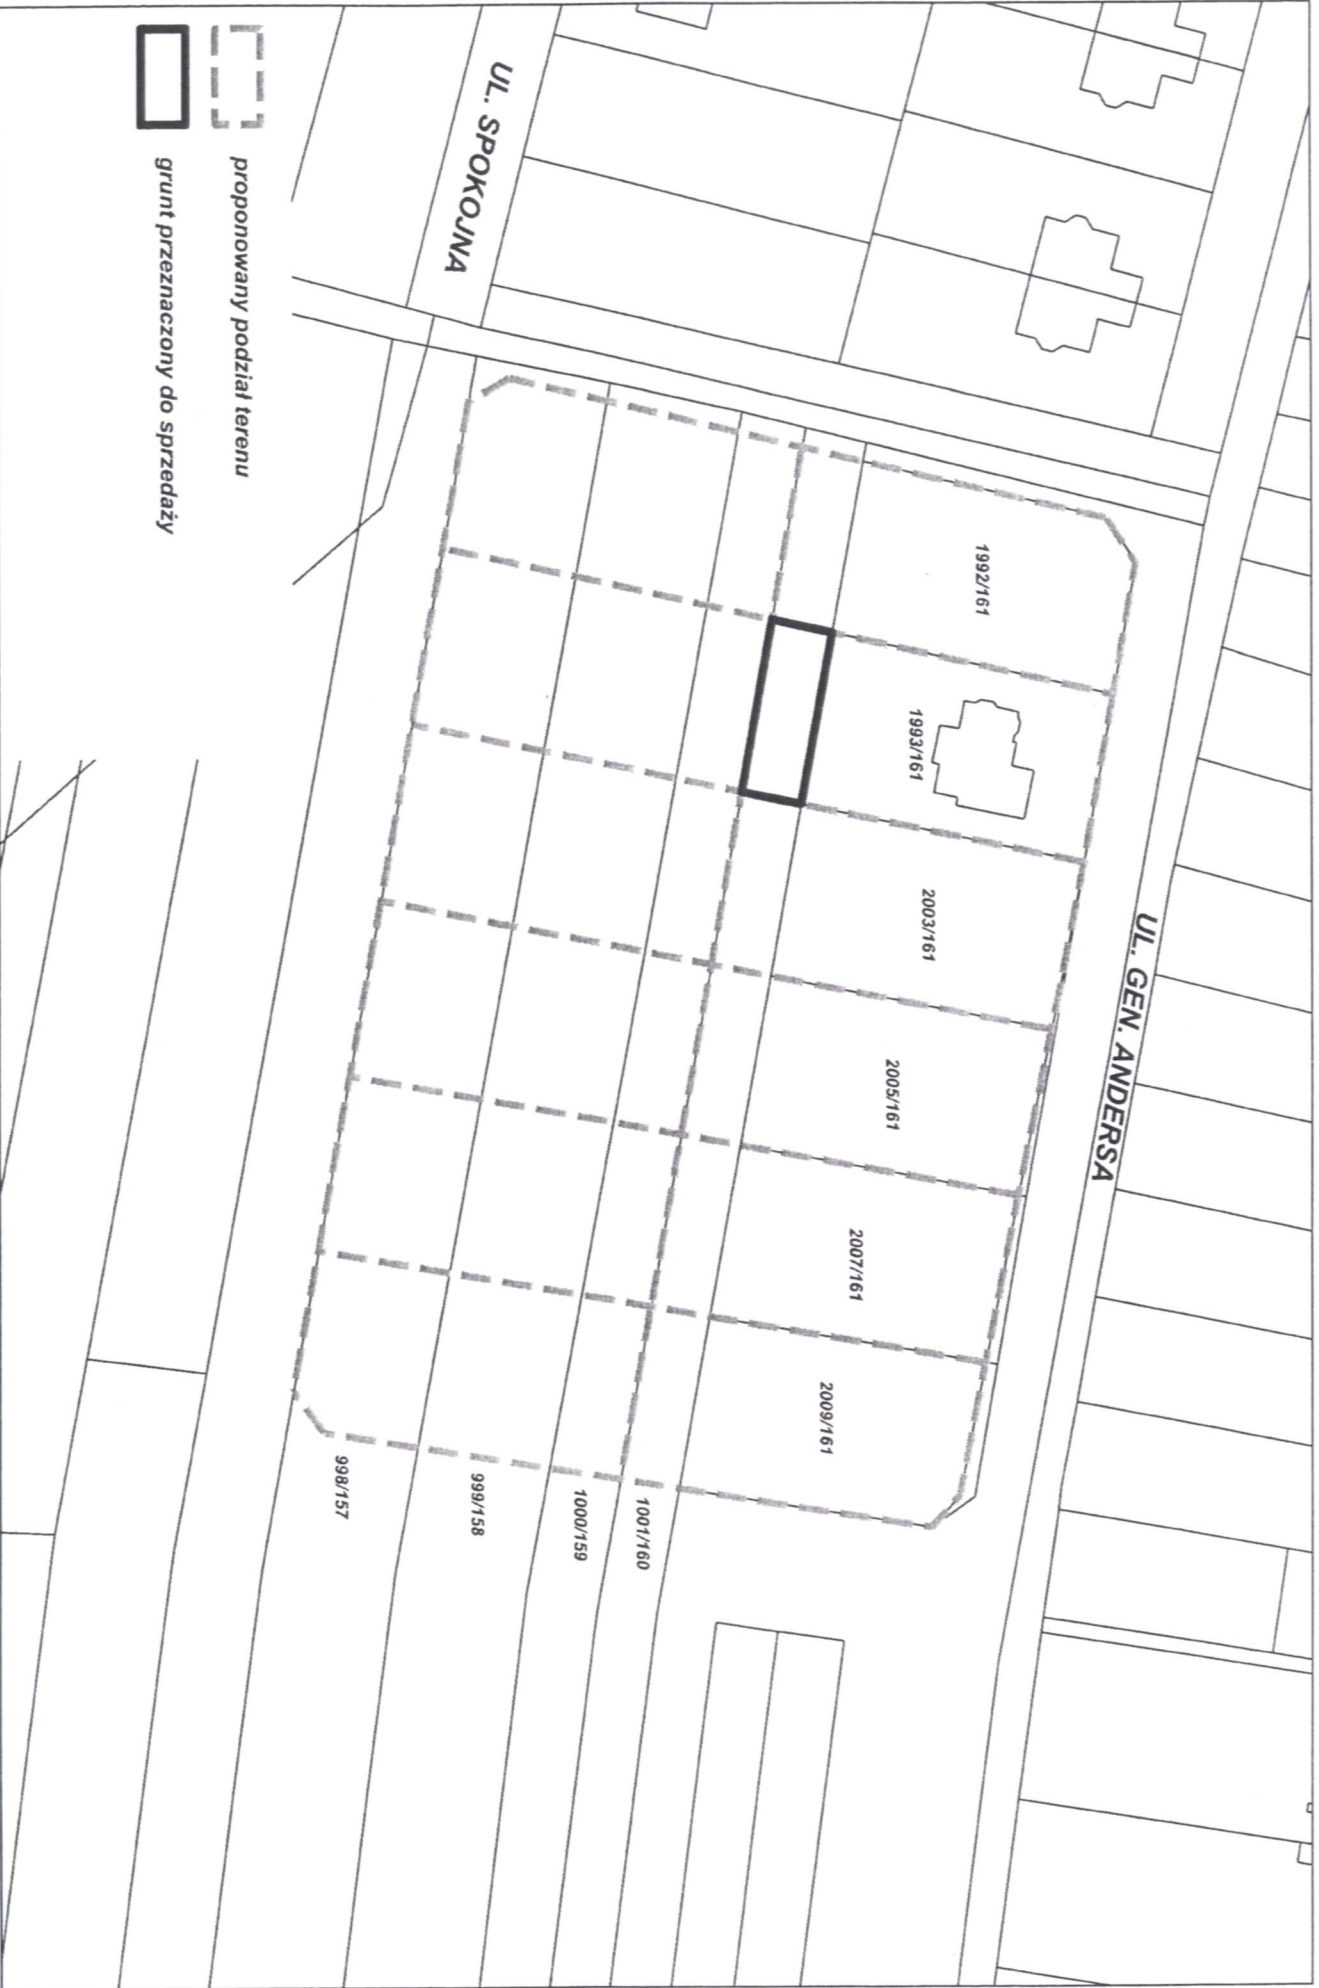 UL. GEN. ANDERSA
1992/161
1993/161
2003/161
2005/161
2007/161
2009/161
1001/160
1000/159
999/158
998/157
UL. SPOKOJNA
proponowany podział terenu
grunt przeznaczony do sprzedaży